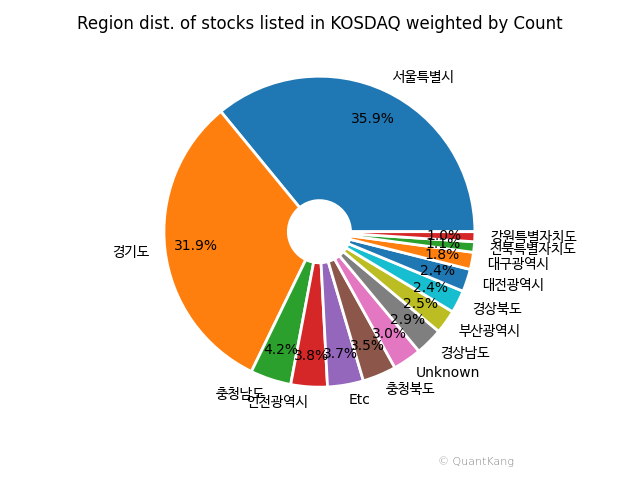 Region dist. of stocks listed in KOSDAQ weighted by Count
서울특별시
35.9%
경기도
31.9%
충청남도
4.2%
인천광역시
3.8%
Etc
3.7%
충청북도
3.5%
Unknown
3.0%
경상남도
2.9%
부산광역시
2.5%
경상북도
2.4%
대전광역시
2.4%
대구광역시
1.8%
전북특별자치도
1.1%
강원특별자치도
1.0%
© QuantKang